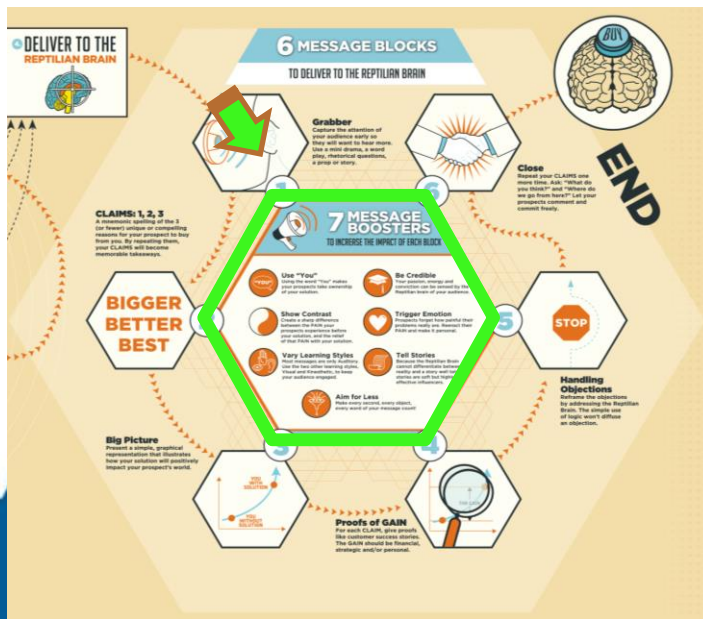 DELIVER TO THE
REPTILIAN BRAIN
6 MESSAGE BLOCKS
TO DELIVER TO THE REPTILIAN BRAIN
BUY
END
Grabber
Capture the attention of
your audience early so
they will want to hear more.
Use a mini drama, a word
play, rhetorical questions,
a prop or story.
Close
Repeat your CLAIMS one
more time. Ask: "What do
you think?" and "Where do
we go from here?" Let your
prospects comment and
commit freely.
1
6
CLAIMS: 1, 2, 3
A mnemonic spelling of the 3
(or fewer) unique or compelling
reasons for your prospect to buy
from you. By repeating them,
your CLAIMS will become
memorable takeaways.
7 MESSAGE
BOOSTERS
TO INCREASE THE IMPACT OF EACH BLOCK
Use "You"
Using the word "You" makes
your prospects take ownership
of your solution.
Be Credible
Your passion, energy and
conviction can be sensed by the
Reptilian brain of your audience.
Show Contrast
Create a sharp difference
between the PAIN your
prospects experience before
your solution, and the relief
of that PAIN with your solution.
Trigger Emotion
Prospects forget how painful their
problems really are. Reenact their
PAIN and make it personal.
Vary Learning Styles
Most messages are only Auditory.
Use the two other learning styles,
Visual and Kinesthetic, to keep
your audience engaged.
Tell Stories
Because the Reptilian Brain
cannot differentiate between
reality and a story well
stories are soft but highly
effective influencers.
Aim for Less
Make every second, every object,
every word of your message count!
BIGGER
BETTER
BEST
5
STOP
Handling
Objections
Reframe the objections
by addressing the Reptilian
Brain. The simple use
of logic won't diffuse
an objection.
3
4
Big Picture
Present a simple, graphical
representation that illustrates
how your solution will positively
impact your prospect's world.
YOU
WITH
SOLUTION
YOU
WITHOUT
SOLUTION
Proofs of GAIN
For each CLAIM, give proofs
like customer success stories.
The GAIN should be financial,
strategic and/or personal.